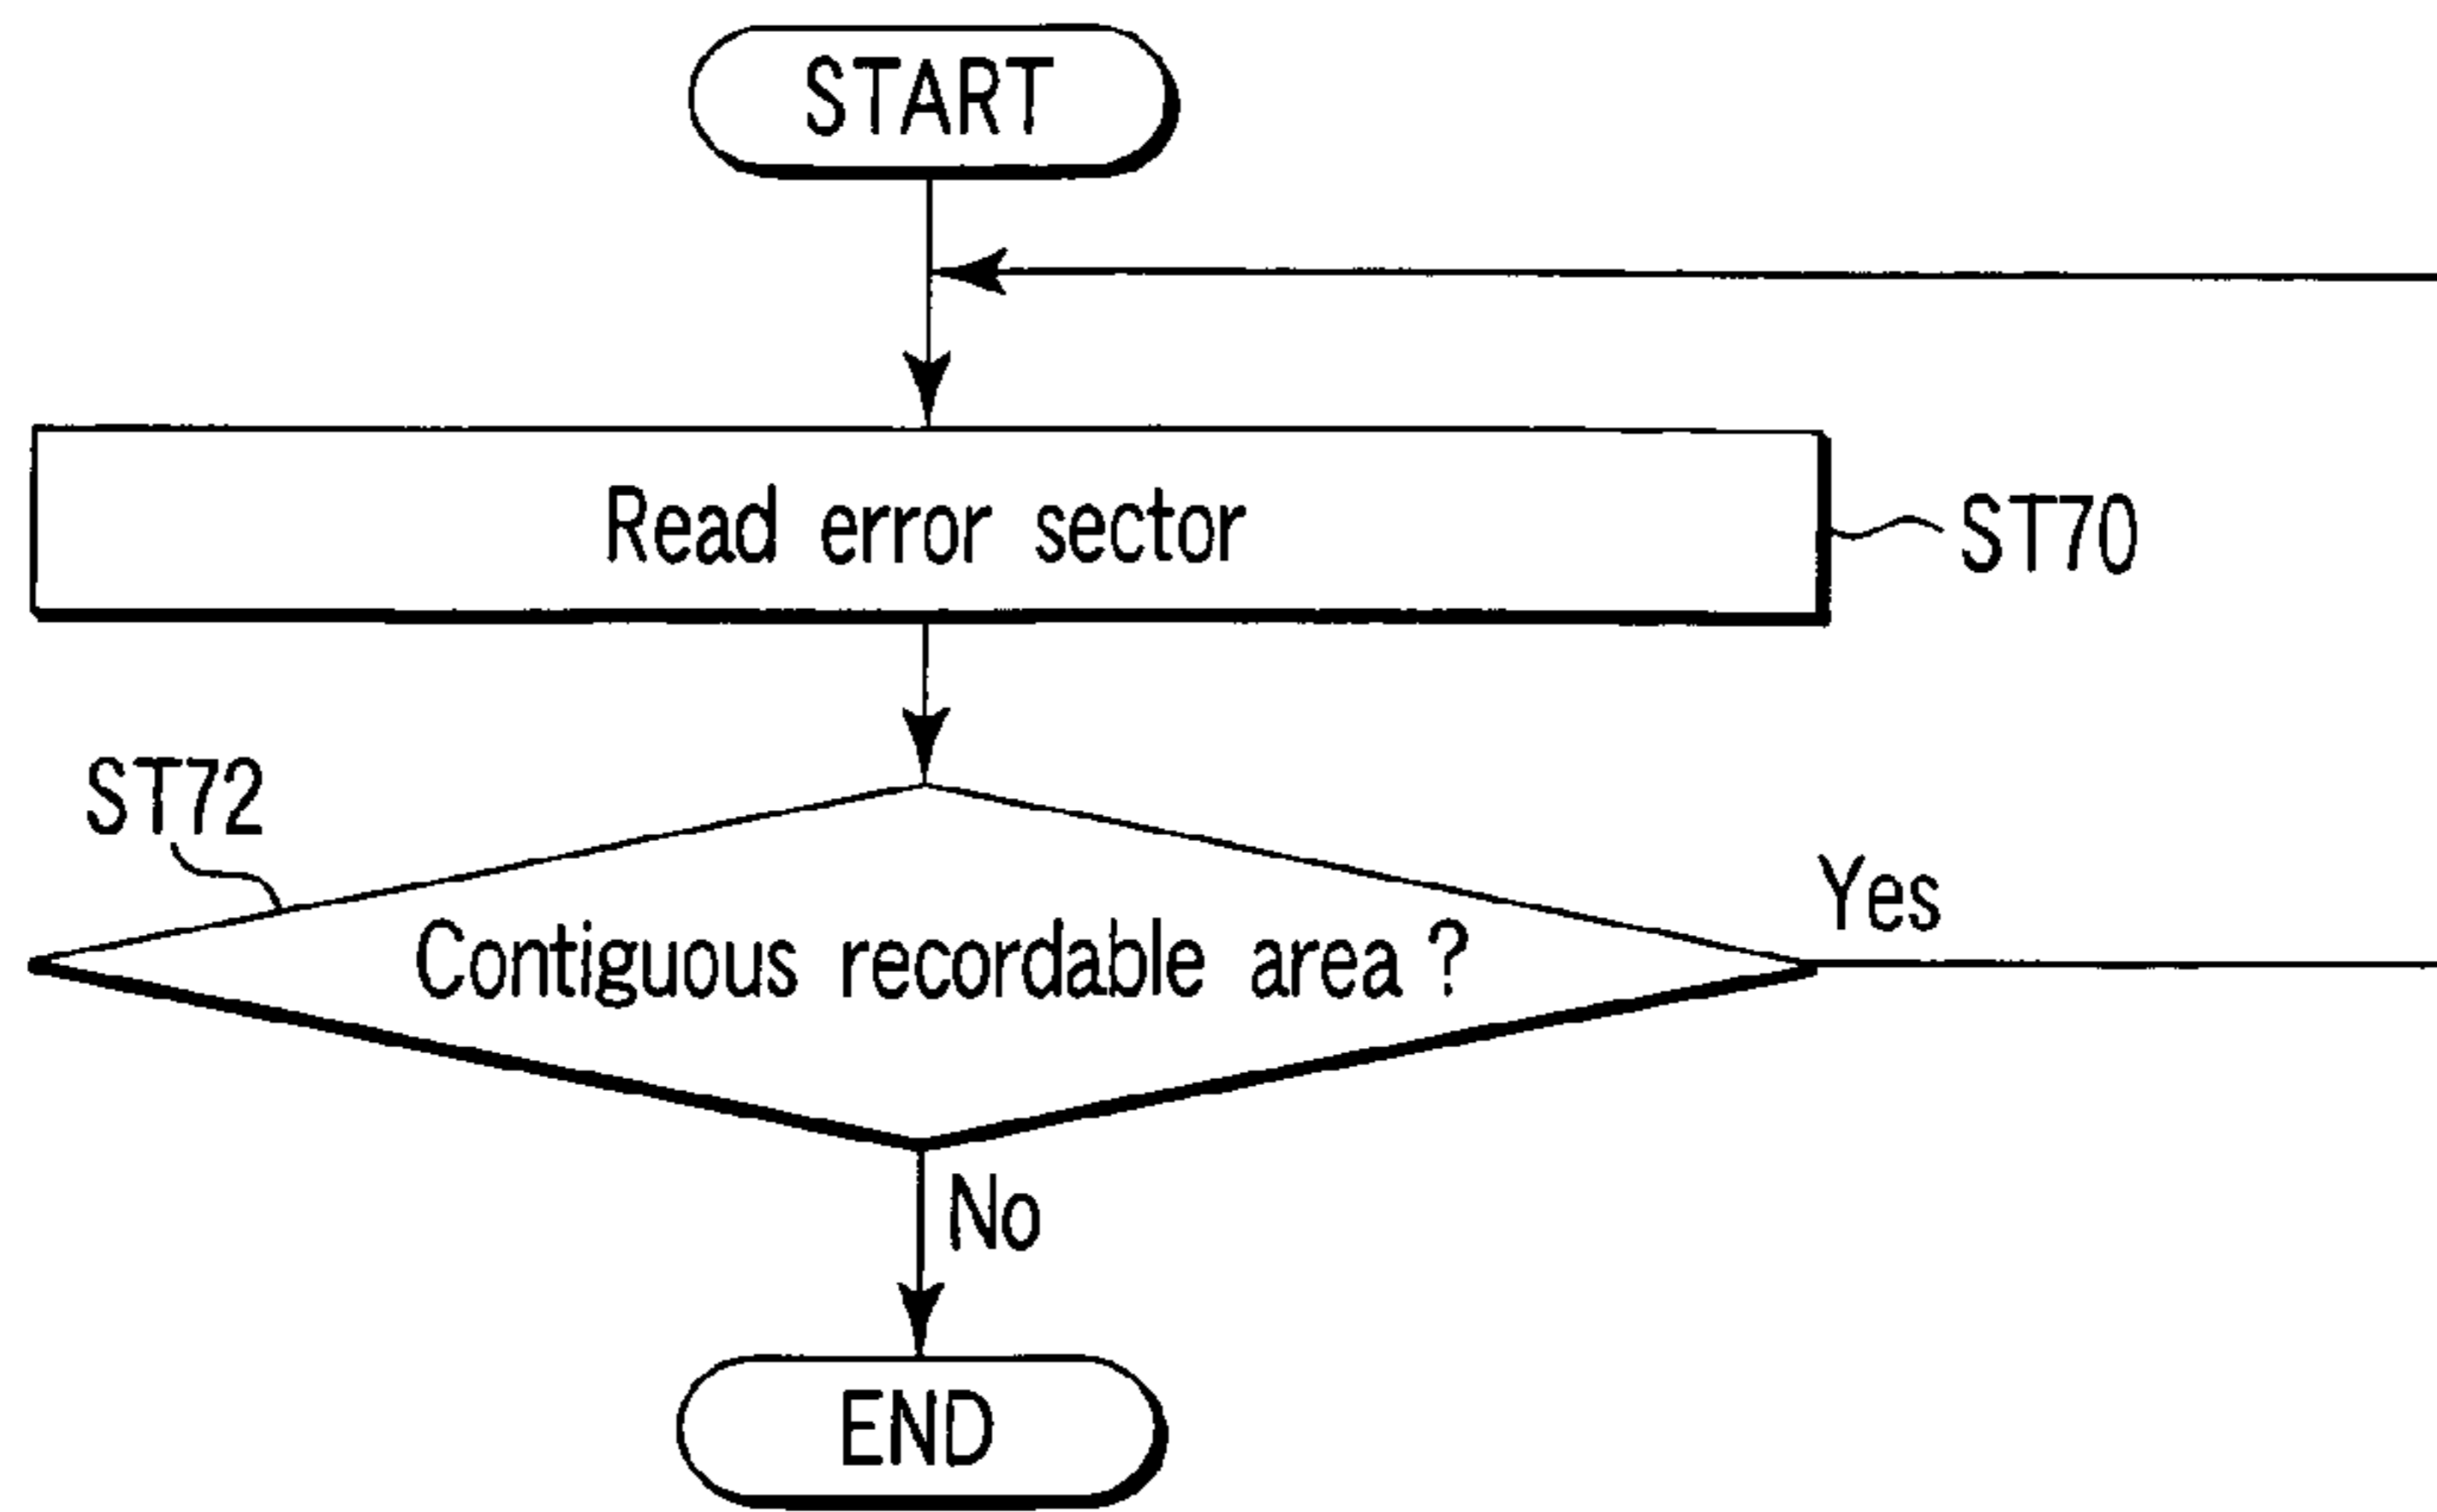 START
Read error sector
ST70
ST72
Contiguous recordable area ?
Yes
No
END